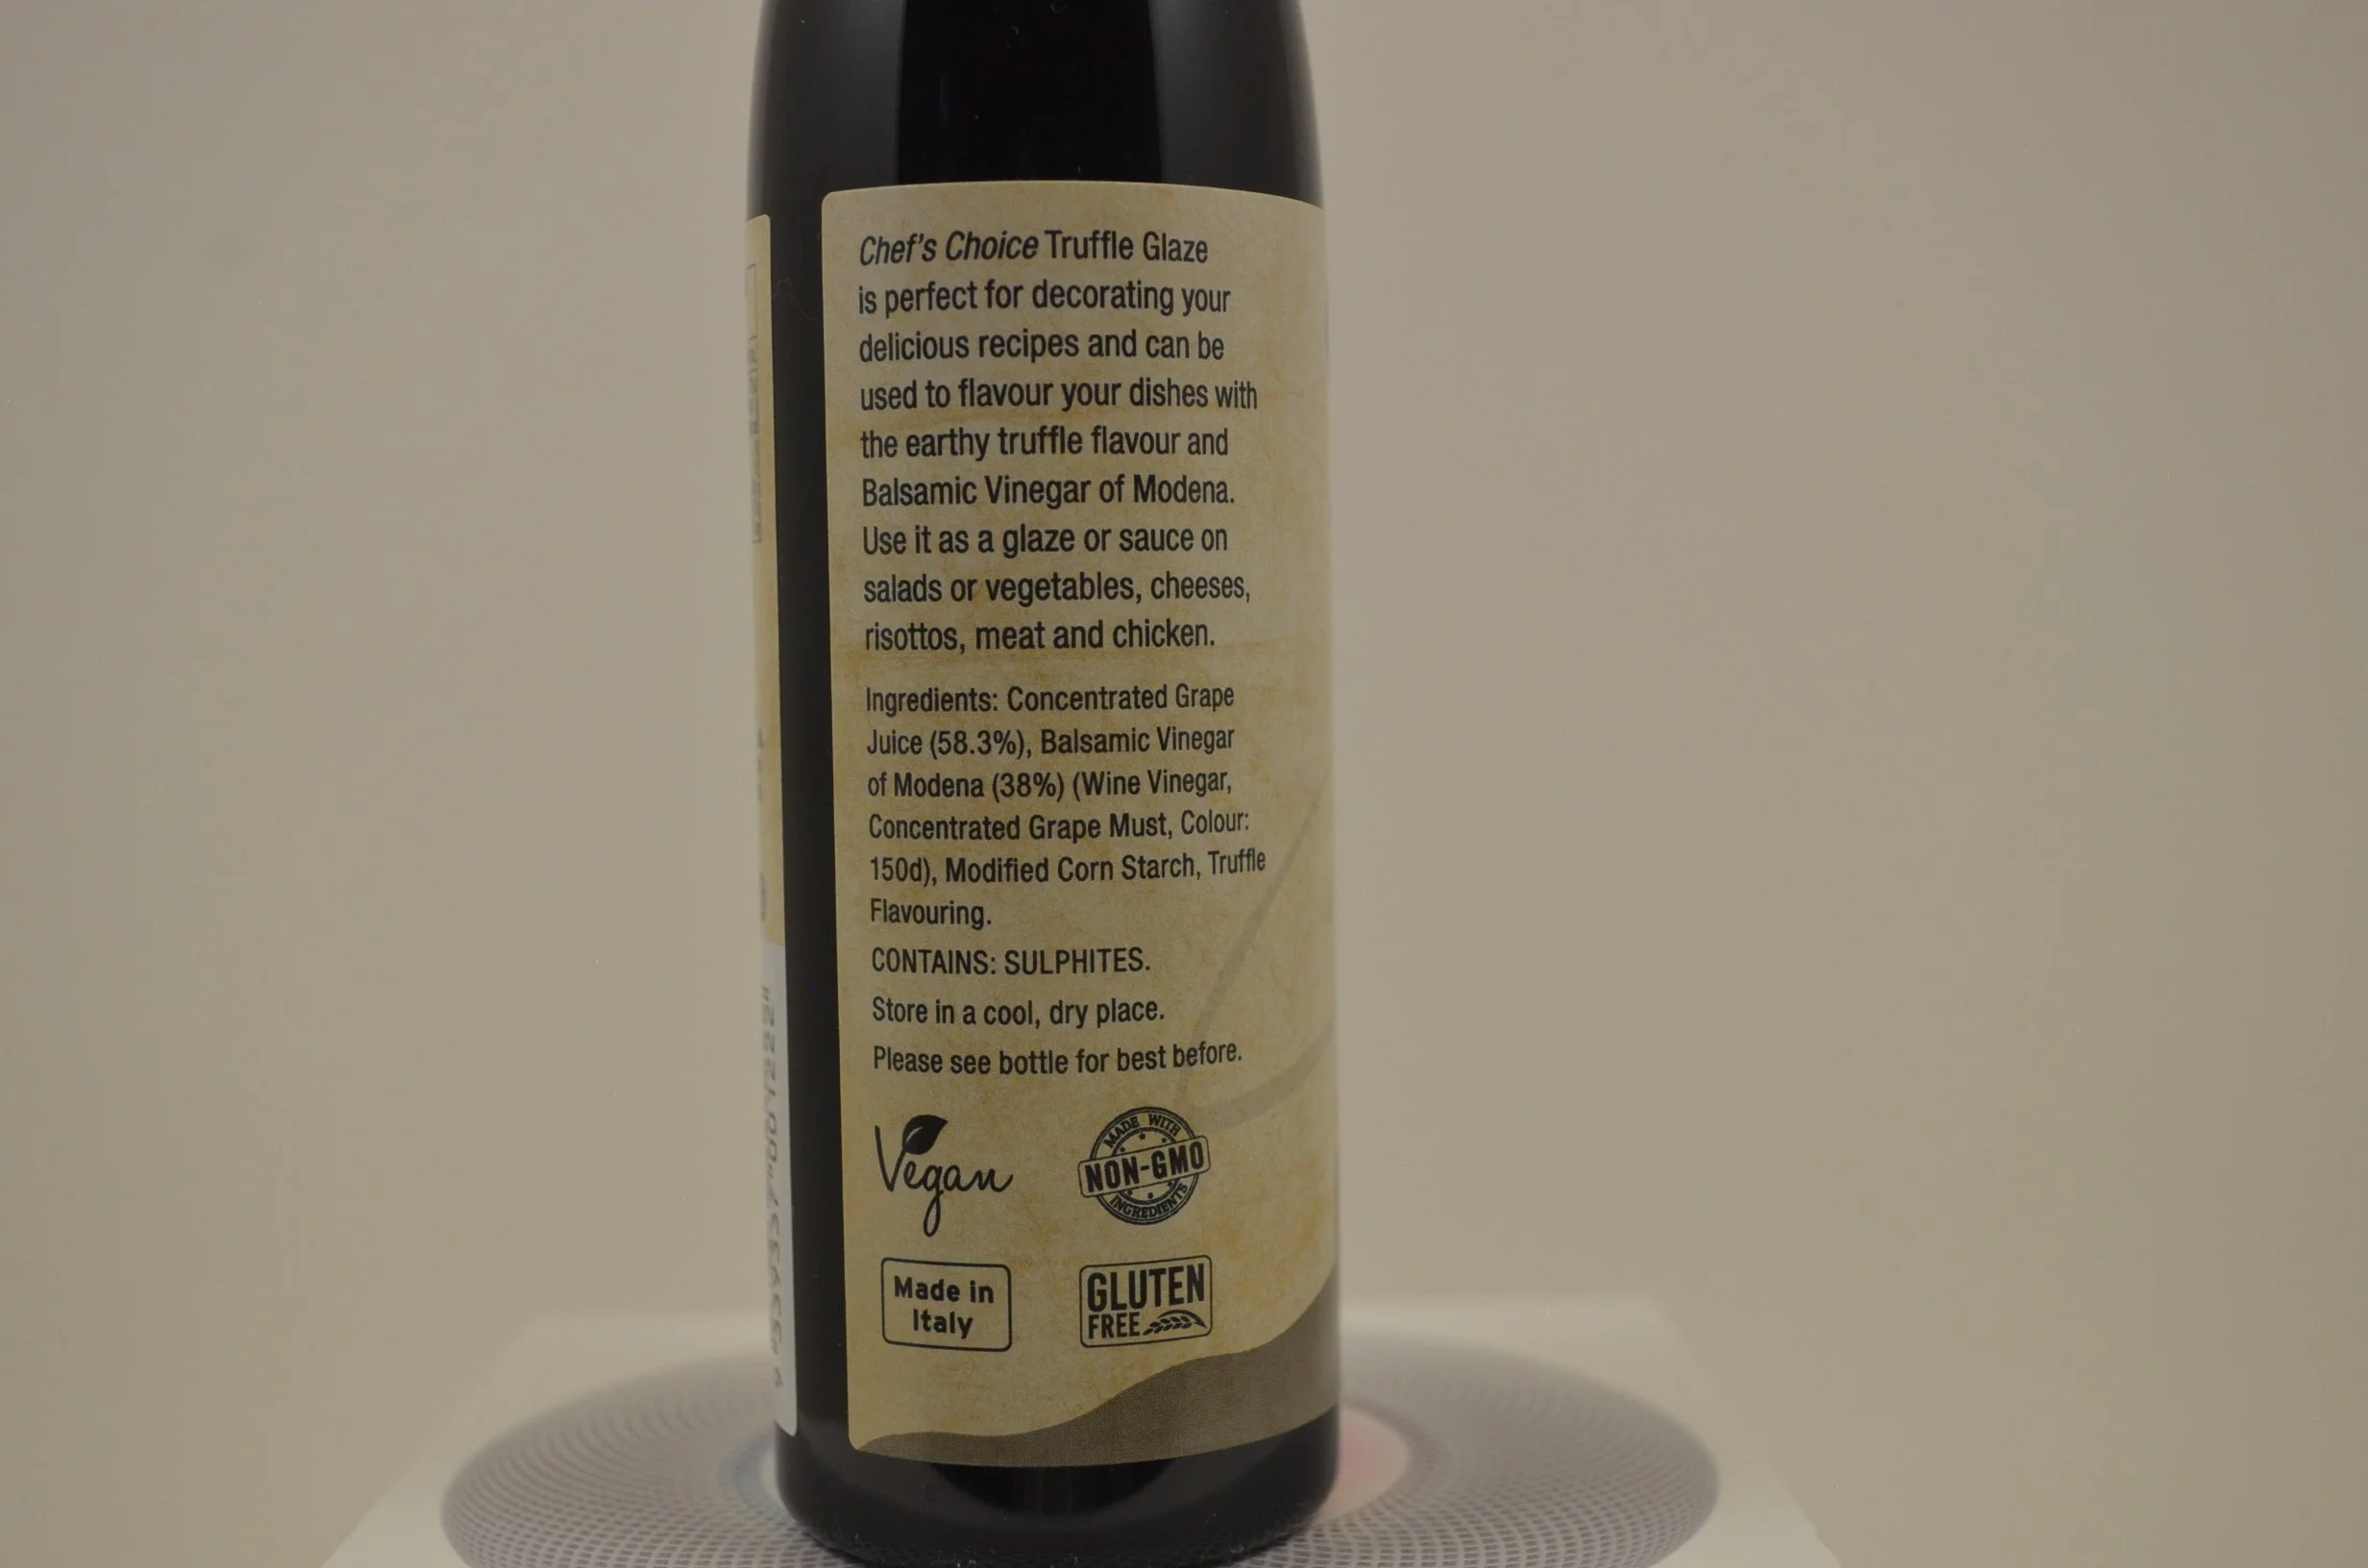 Chef's Choice Truffle Glaze
is perfect for decorating your
delicious recipes and can be
used to flavour your dishes with
the earthy truffle flavour and
Balsamic Vinegar of Modena.
Use it as a glaze or sauce on
salads or vegetables, cheeses,
risottos, meat and chicken.
Ingredients: Concentrated Grape
Juice (58.3%), Balsamic Vinegar
of Modena (38%) (Wine Vinegar,
Concentrated Grape Must, Colour:
150d), Modified Corn Starch, Truffle
Flavouring.
CONTAINS: SULPHITES.
Store in a cool, dry place.
Please see bottle for best before.
Vegan
MADE WITH
NON-GMO
INGREDIENTS
Made in
Italy
GLUTEN
FREE